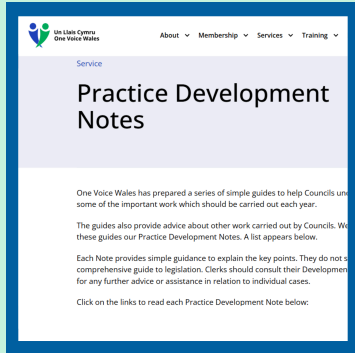 Un Llais Cymru
One Voice Wales
About Membership Services Training
Service
Practice Development
Notes
One Voice Wales has prepared a series of simple guides to help Councils
some of the important work which should be carried out each year.
The guides also provide advice about other work carried out by Councils. We
these guides our Practice Development Notes. A list appears below.
Each Note provides simple guidance to explain the key points. They do not
comprehensive guide to legislation. Clerks should consult their Developmen
for any further advice or assistance in relation to individual cases.
Click on the links to read each Practice Development Note below: